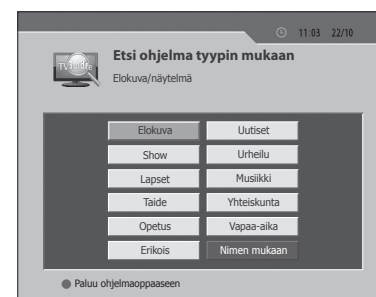 11:03 22/10
Etsi ohjelma tyypin mukaan
Elokuva/näytelmä
TV Guide
Elokuva Uutiset
Show Urheilu
Lapset Musiikki
Taide Yhteiskunta
Opetus Vapaa-aika
Erikois Nimen mukaan
Paluu ohjelmaoppaaseen